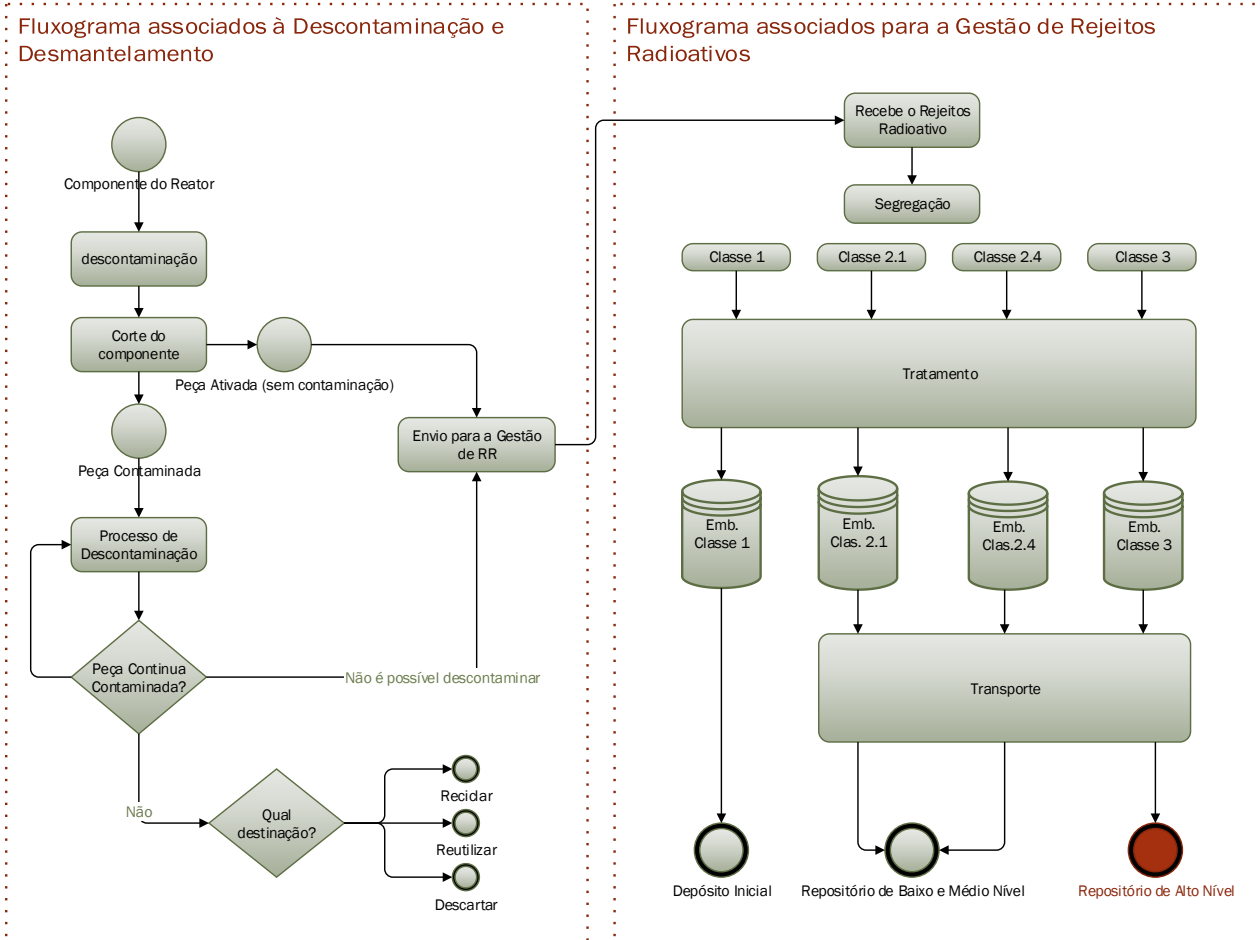 Fluxograma associados à Descontaminação e
Desmantelamento
Componente do Reator
descontaminação
Corte do
componente
Peça Ativada (sem contaminação)
Peça Contaminada
Envio para a Gestão
de RR
Processo de
Descontaminação
Peça Continua
Contaminada?
Não é possível descontaminar
Não
Qual
destinação?
Recidar
Reutilizar
Descartar
Fluxograma associados para a Gestão de Rejeitos
Radioativos
Recebe o Rejeitos
Radioativo
Segregação
Classe 1
Classe 2.1
Classe 2.4
Classe 3
Tratamento
Emb.
Classe 1
Emb.
Clas. 2.1
Emb.
Clas.2.4
Emb.
Classe 3
Transporte
Depósito Inicial
Repositório de Baixo e Médio Nível
Repositório de Alto Nível